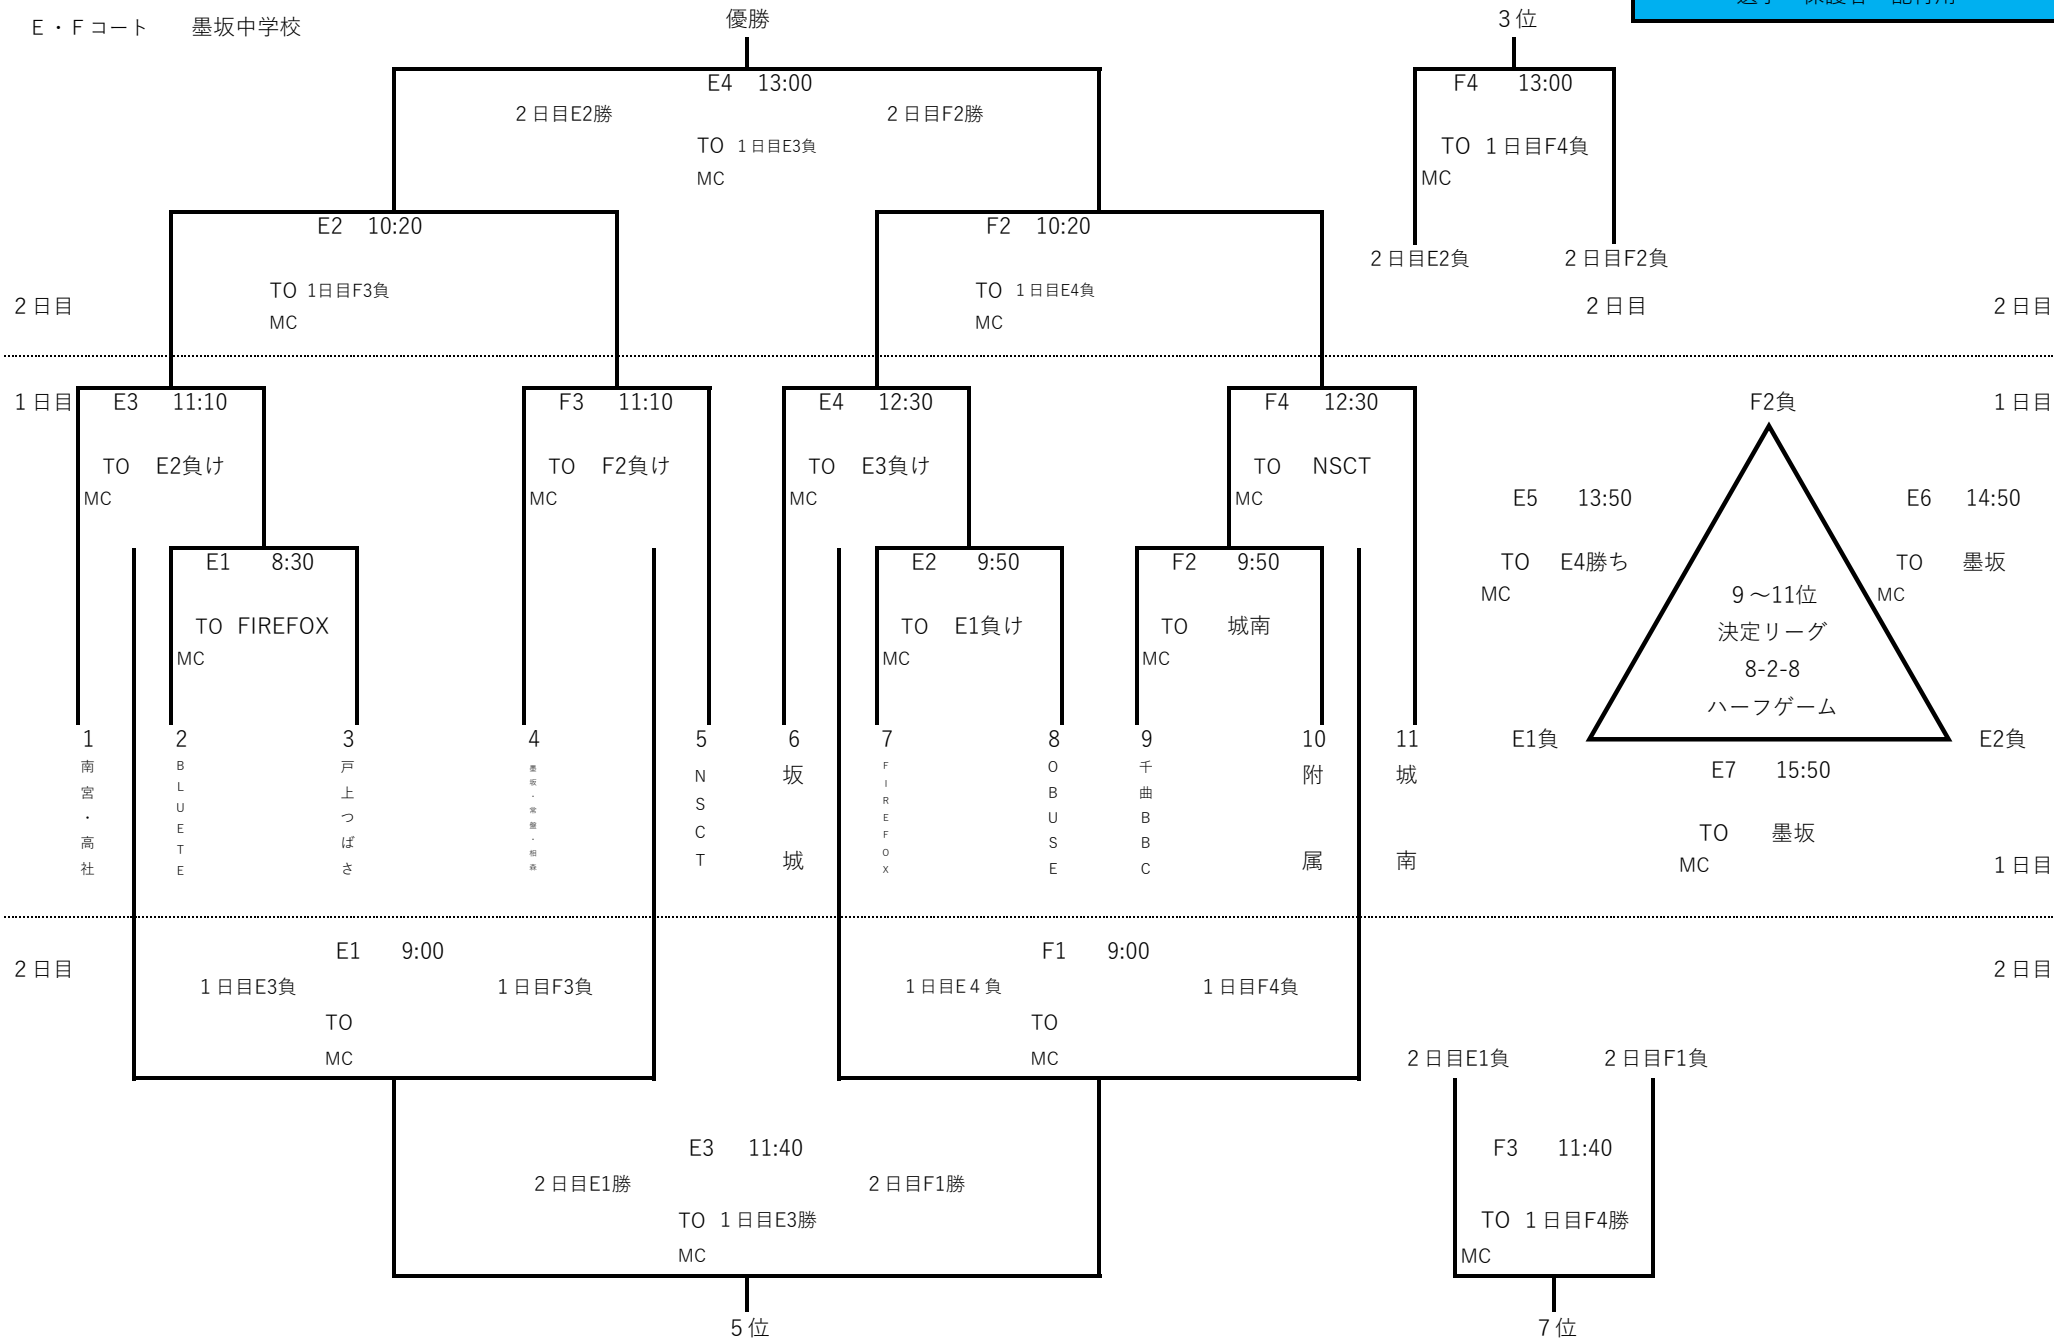 E・Fコート　墨坂中学校
優勝
3位
E4 13:00
2日目E2勝
2日目F2勝
TO 1日目E3負
MC
F4 13:00
TO 1日目F4負
MC
2日目E2負
2日目F2負
E2 10:20
TO 1日目F3負
MC
F2 10:20
TO 1日目E4負
MC
2日目
2日目
2日目
1日目
E3 11:10
TO E2負け
MC
F3 11:10
TO F2負け
MC
E4 12:30
TO E3負け
MC
F4 12:30
TO NSCT
MC
1日目
E1 8:30
TO FIREFOX
MC
E2 9:50
TO E1負け
MC
F2 9:50
TO 城南
MC
F2負
E5 13:50
TO E4勝ち
MC
E6 14:50
TO 墨坂
MC
9～11位
決定リーグ
8-2-8
ハーフゲーム
E1負
E2負
E7 15:50
TO 墨坂
MC
1日目
1
南宮・高社
2
BLUETE
3
戸上つばさ
4
墨坂・常盤・相森
5
NSCT
6
坂城
7
FIREFOX
8
OBUSE
9
千曲BBC
10
附属
11
城南
2日目
E1 9:00
1日目E3負
1日目F3負
TO
MC
F1 9:00
1日目E4負
1日目F4負
TO
MC
2日目
2日目E1負
2日目F1負
E3 11:40
2日目E1勝
2日目F1勝
TO 1日目E3勝
MC
F3 11:40
TO 1日目F4勝
MC
5位
7位